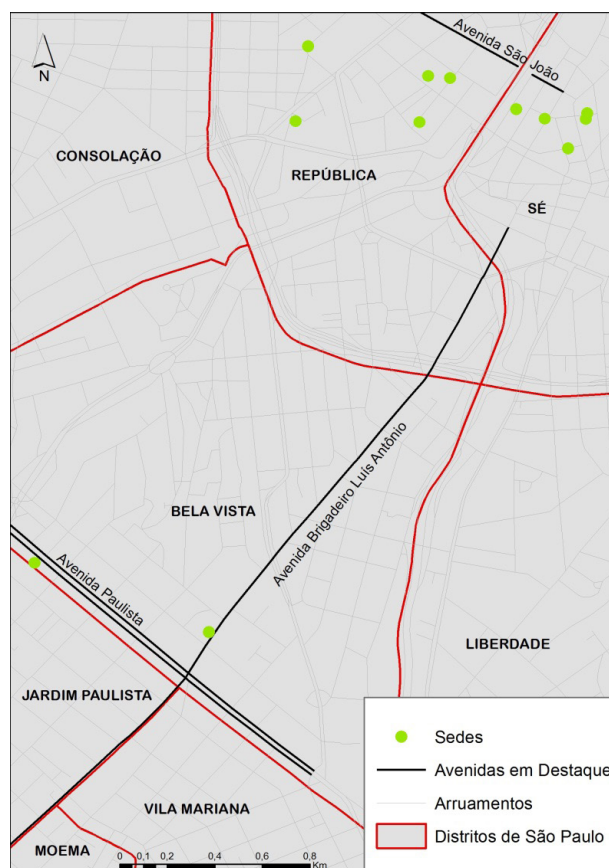 Avenida São João
N
CONSOLAÇÃO
REPÚBLICA
SÉ
Avenida Brigadeiro Luís Antônio
BELA VISTA
Avenida Paulista
LIBERDADE
JARDIM PAULISTA
VILA MARIANA
MOEMA
0 0,1 0,2 0,4 0,6 0,8
Km
Sedes
Avenidas em Destaque
Arruamentos
Distritos de São Paulo